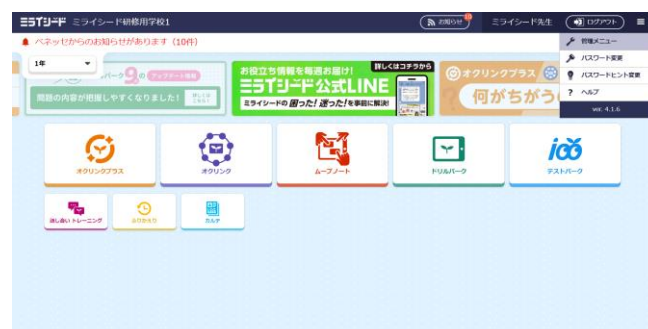 ミライシード ミライシード研修用学校1
お知らせ
ミライシード先生
ログアウト
ベネッセからのお知らせがあります (10件)
管理メニュー
パスワード変更
パスワードヒント変更
? ヘルプ
ver. 4.1.6
1年
問題の内容が把握しやすくなりました!
お役立ち情報を毎週お届け!
詳しくはコチラから
ミライシード公式LINE
ミライシードの 困った! 迷った!を事前に解決!
オクリンクプラス
何がちがう
オクリンクプラス
オクリンク
ムーブノート
ドリルパーク
テストパーク
話し合いトレーニング
ふりかえり
カルテ